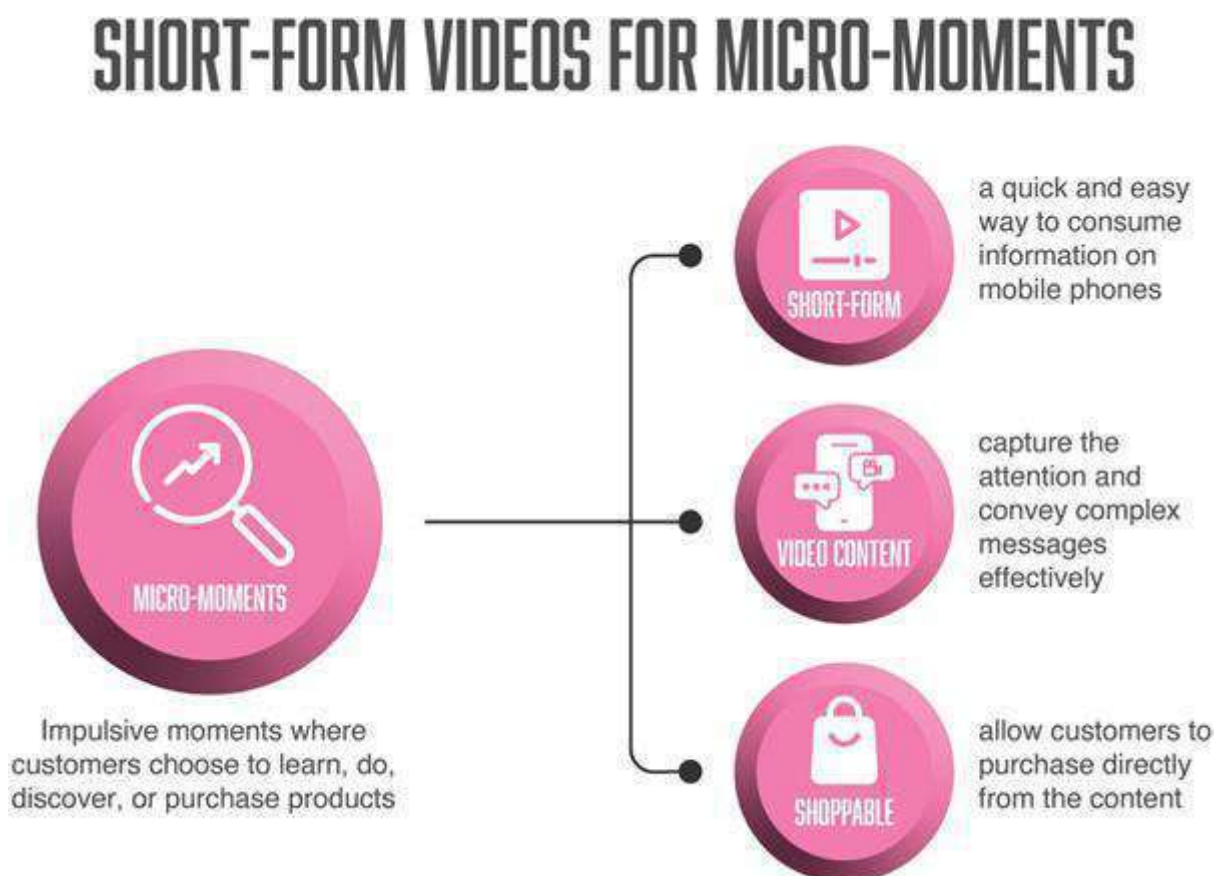 SHORT-FORM VIDEOS FOR MICRO-MOMENTS
MICRO-MOMENTS
Impulsive moments where
customers choose to learn, do,
discover, or purchase products
SHORT-FORM
a quick and easy
way to consume
information on
mobile phones
VIDEO CONTENT
capture the
attention and
convey complex
messages
effectively
SHOPPABLE
allow customers to
purchase directly
from the content